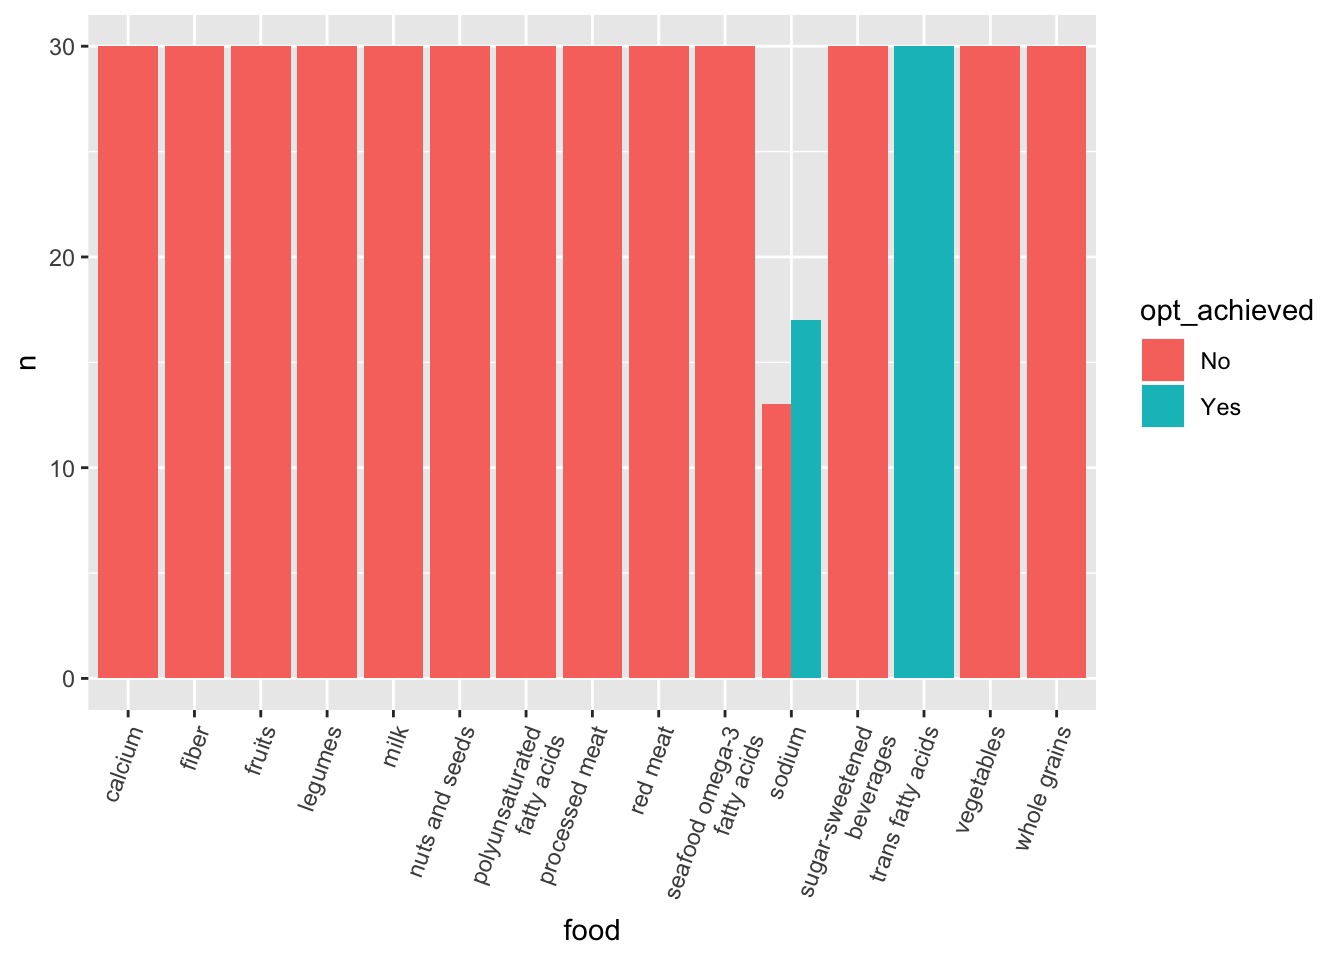 30
20
10
0
n
calcium
fiber
fruits
legumes
milk
nuts and seeds
polyunsaturated
fatty acids
processed meat
red meat
seafood omega-3
fatty acids
sodium
sugar-sweetened
beverages
trans fatty acids
vegetables
whole grains
food
opt_achieved
No
Yes